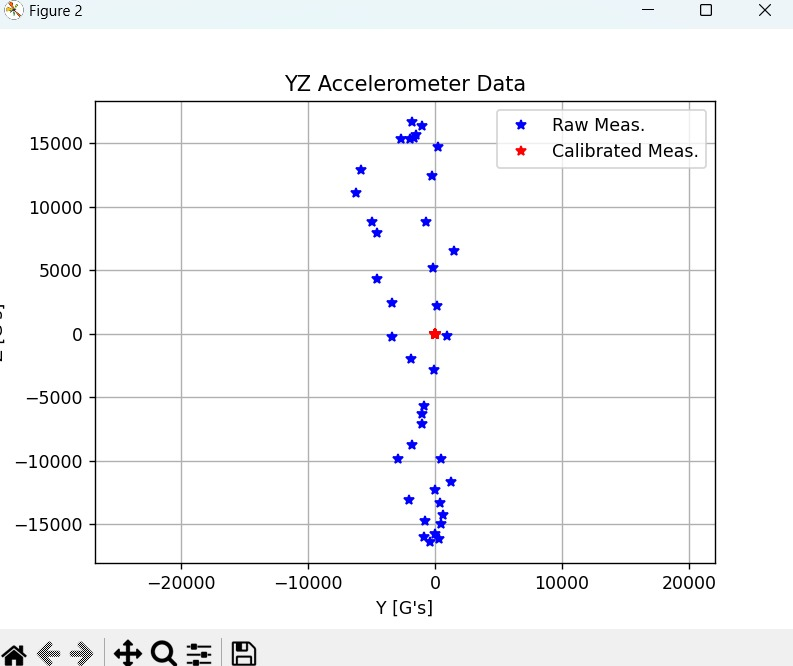 Figure 2
YZ Accelerometer Data
Raw Meas.
Calibrated Meas.
15000
10000
5000
0
−5000
−10000
−15000
−20000
−10000
0
10000
20000
Y [G's]